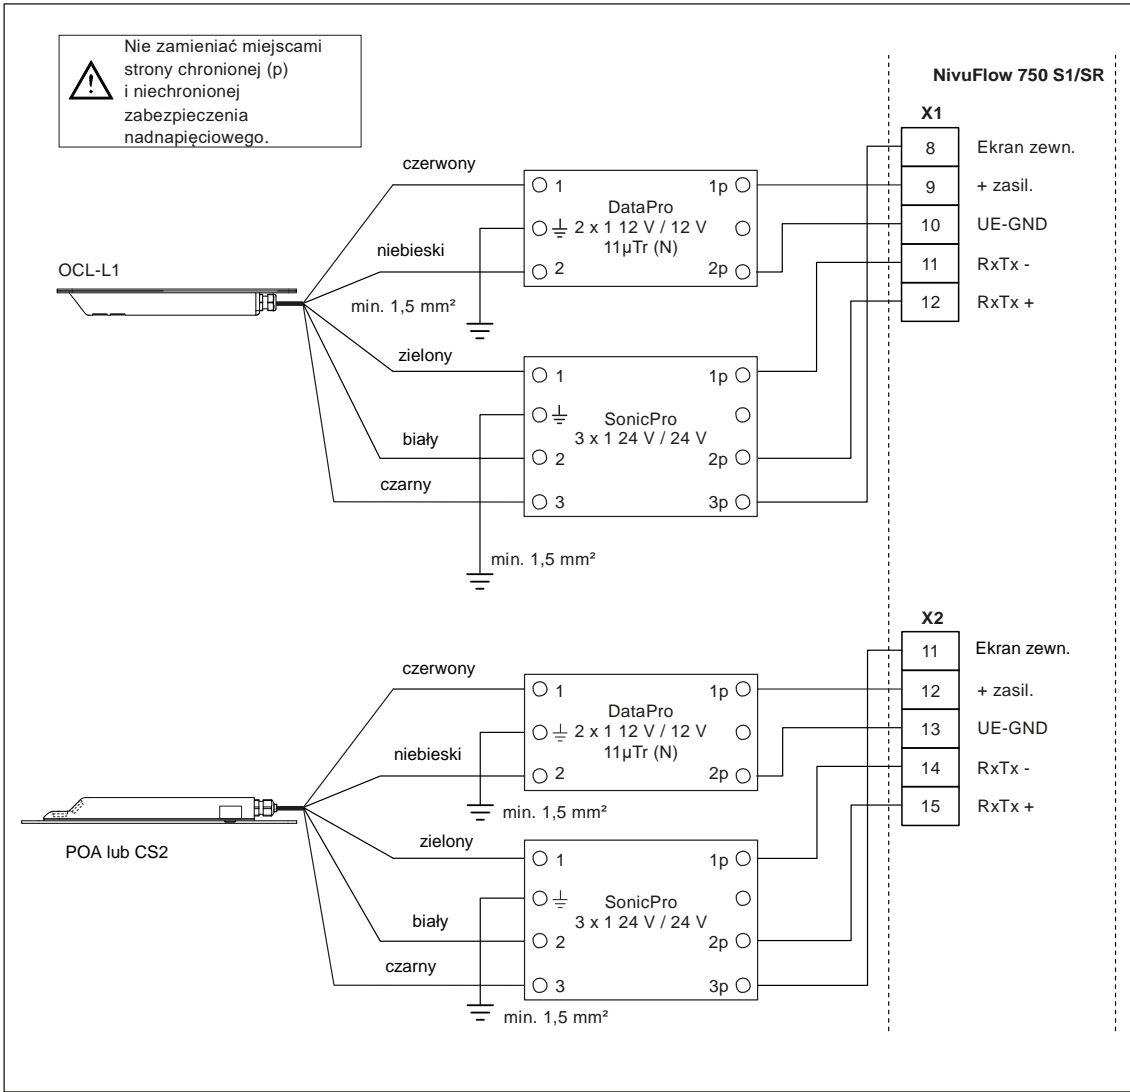 Nie zamieniać miejscami
strony chronionej (p)
i niechronionej
zabezpieczenia
nadnapięciowego.
NivuFlow 750 S1/SR
X1
8 Ekran zewn.
9 + zasil.
10 UE-GND
11 RxTx -
12 RxTx +
czerwony
niebieski
OCL-L1
min. 1,5 mm²
zielony
biały
czarny
1 1p
DataPro
2 x 1 12 V / 12 V
11µTr (N)
2 2p
1 1p
SonicPro
3 x 1 24 V / 24 V
2 2p
3 3p
min. 1,5 mm²
X2
11 Ekran zewn.
12 + zasil.
13 UE-GND
14 RxTx -
15 RxTx +
czerwony
niebieski
1 1p
DataPro
2 x 1 12 V / 12 V
11µTr (N)
2 2p
min. 1,5 mm²
POA lub CS2
zielony
biały
czarny
1 1p
SonicPro
3 x 1 24 V / 24 V
2 2p
3 3p
min. 1,5 mm²